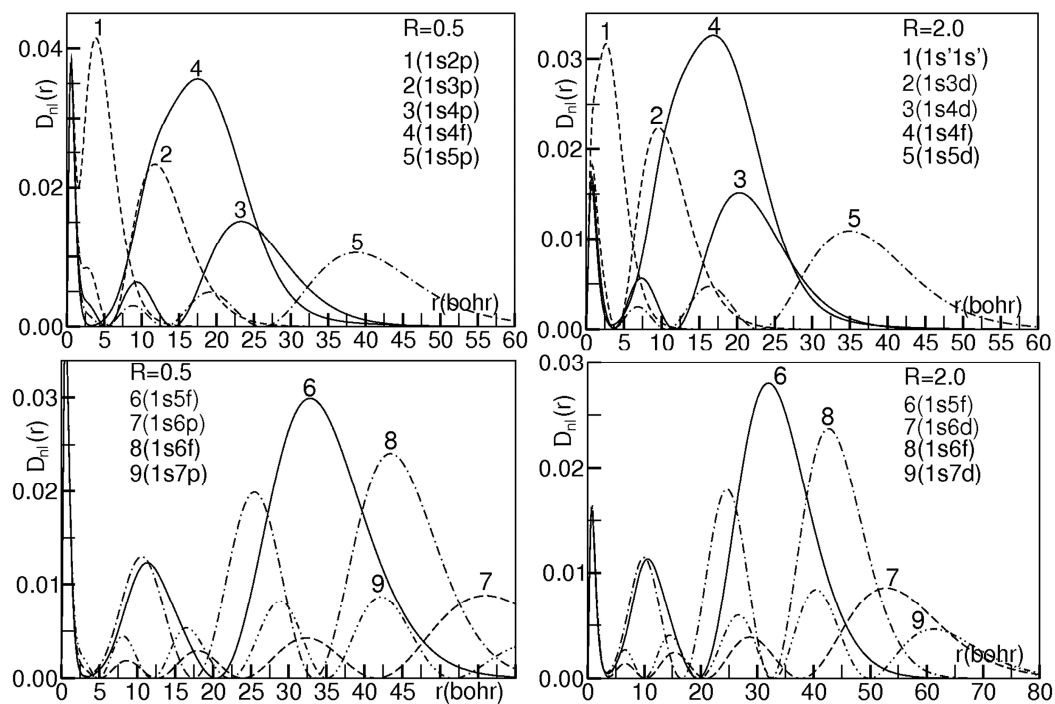 R=0.5
1(1s2p)
2(1s3p)
3(1s4p)
4(1s4f)
5(1s5p)
1
4
2
3
5
0.04
0.02
0.00
Dnl(r)
r(bohr)
0 5 10 15 20 25 30 35 40 45 50 55 60
R=2.0
1(1s'1s')
2(1s3d)
3(1s4d)
4(1s4f)
5(1s5d)
1
4
2
3
5
0.03
0.02
0.01
0.00
Dnl(r)
r(bohr)
0 5 10 15 20 25 30 35 40 45 50 55 60
R=0.5
6(1s5f)
7(1s6p)
8(1s6f)
9(1s7p)
6
8
9
7
0.03
0.02
0.01
0.00
Dnl(r)
0 5 10 15 20 25 30 35 40 45 r(bohr)
R=2.0
6(1s5f)
7(1s6d)
8(1s6f)
9(1s7d)
6
8
7
9
0.03
0.02
0.01
0.00
Dnl(r)
r(bohr)
0 10 20 30 40 50 60 70 80